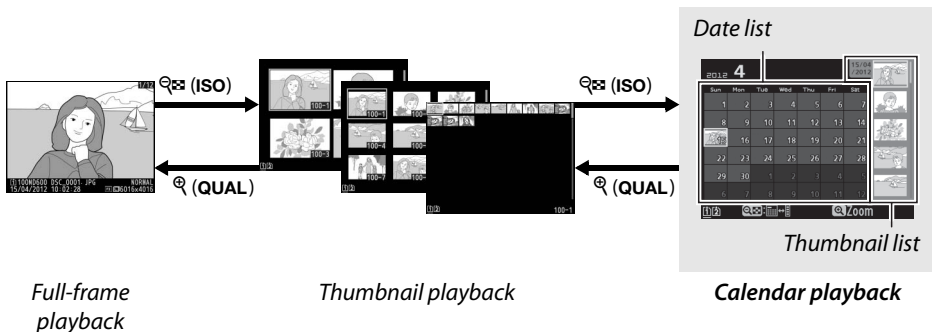 Date list
(ISO)
(ISO)
(QUAL)
(QUAL)
1/12
100ND600 DSC_0001 JPG NORMAL
15/04/2012 10:02:28 6016x4016
100-1
100-3
100-1
100-4
100-7
100-1
2012 4
15/04
/2012
Sun Mon Tue Wed Thu Fri Sat
1 2 3 4 5 6 7
8 9 10 11 12 13 14
15 16 17 18 19 20 21
22 23 24 25 26 27 28
29 30 1 2 3 4 5
6 7 8 9 10 11 12
Zoom
Thumbnail list
Full-frame
playback
Thumbnail playback
Calendar playback